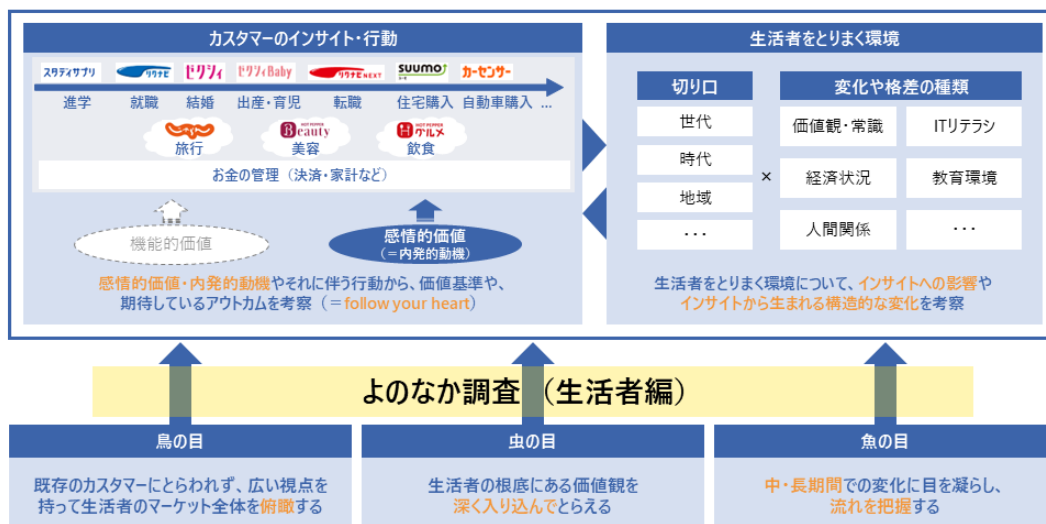 カスタマーのインサイト・行動
スタディサプリ
リクナビ
ゼクシィ
ゼクシィBaby
リクナビNEXT
SUUMO
カーセンサー
進学
就職
結婚
出産・育児
転職
住宅購入
自動車購入
...
旅行
HOT PEPPER
Beauty
美容
HOT PEPPER
グルメ
飲食
お金の管理（決済・家計など）
機能的価値
感情的価値
（＝内発的動機）
感情的価値・内発的動機やそれに伴う行動から、価値基準や、
期待しているアウトカムを考察（＝follow your heart）
生活者をとりまく環境
切り口
世代
時代
地域
・・・
×
変化や格差の種類
価値観・常識
ITリテラシ
経済状況
教育環境
人間関係
・・・
生活者をとりまく環境について、インサイトへの影響や
インサイトから生まれる構造的な変化を考察
よのなか調査（生活者編）
鳥の目
既存のカスタマーにとらわれず、広い視点を
持って生活者のマーケット全体を俯瞰する
虫の目
生活者の根底にある価値観を
深く入り込んでとらえる
魚の目
中・長期間での変化に目を凝らし、
流れを把握する